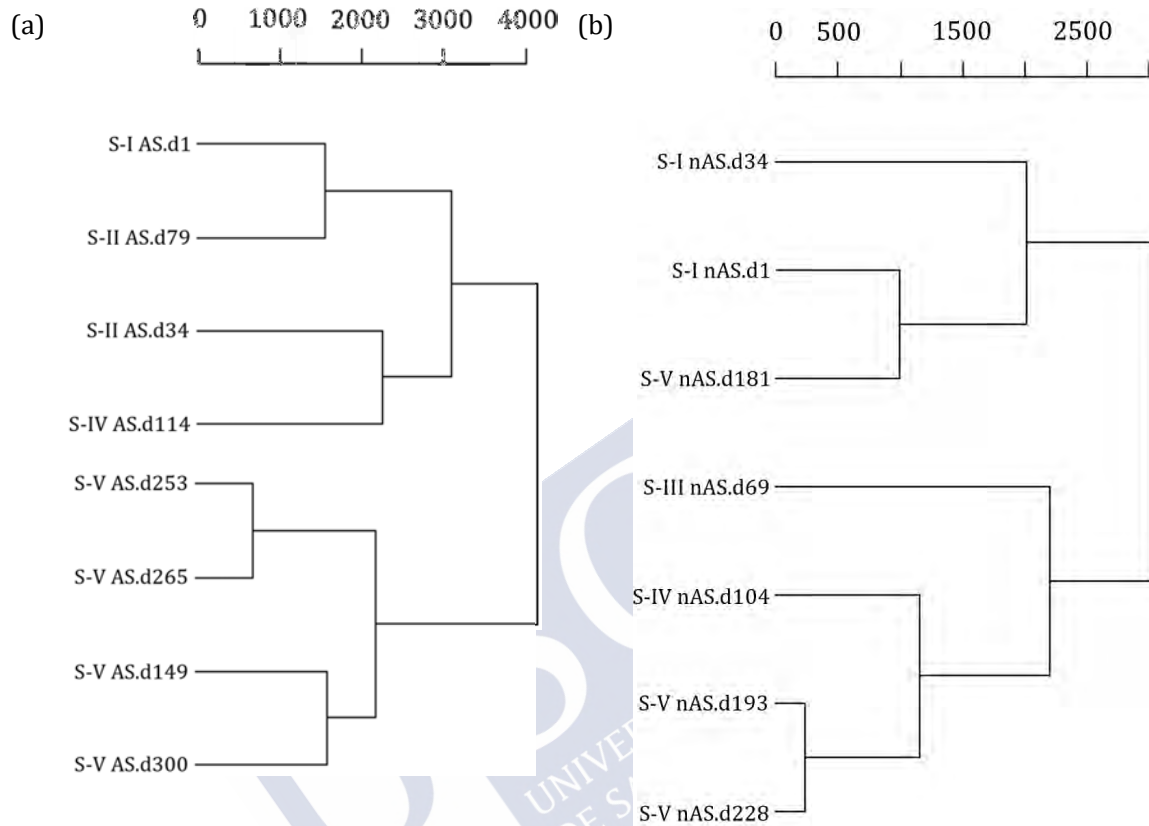 (a)
0 1000 2000 3000 4000
S-I AS.d1
S-II AS.d79
S-II AS.d34
S-IV AS.d114
S-V AS.d253
S-V AS.d265
S-V AS.d149
S-V AS.d300
(b)
0 500 1500 2500
S-I nAS.d34
S-I nAS.d1
S-V nAS.d181
S-III nAS.d69
S-IV nAS.d104
S-V nAS.d193
S-V nAS.d228